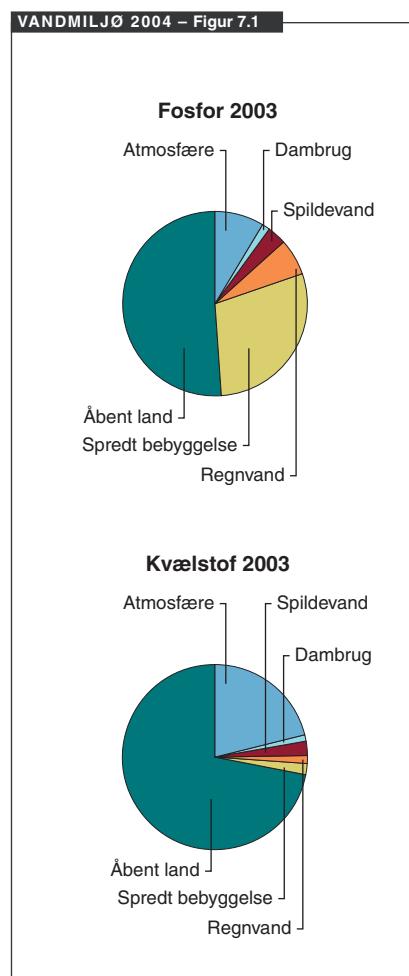 VANDMILJØ 2004 – Figur 7.1
Fosfor 2003
Atmosfære
Dambrug
Spildevand
Åbent land
Spredt bebyggelse
Regnvand
Kvælstof 2003
Atmosfære
Spildevand
Dambrug
Åbent land
Spredt bebyggelse
Regnvand